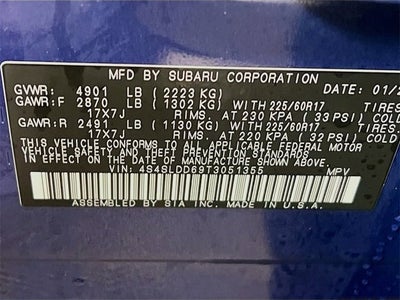 MFD BY SUBARU CORPORATION
GVWR: 4901 LB (2223 KG) DATE: 01/2
GAWR:F 2870 LB (1302 KG) WITH 225/60R17 TIRES
17X7J RIMS, AT 230 KPA (33 PSI) COLD
GAWR:R 2491 LB (1130 KG) WITH 225/60R17 TIRES
17X7J RIMS, AT 220 KPA (32 PSI) COLD
THIS VEHICLE CONFORMS TO ALL APPLICABLE FEDERAL MOTOR
VEHICLE SAFETY AND THEFT PREVENTION STANDARDS
IN EFFECT ON THE DATE OF MANUFACTURE SHOWN ABOVE.
VIN: 4S4SLDD69T3051355 MPV
ASSEMBLED BY SIA INC. IN U.S.A.